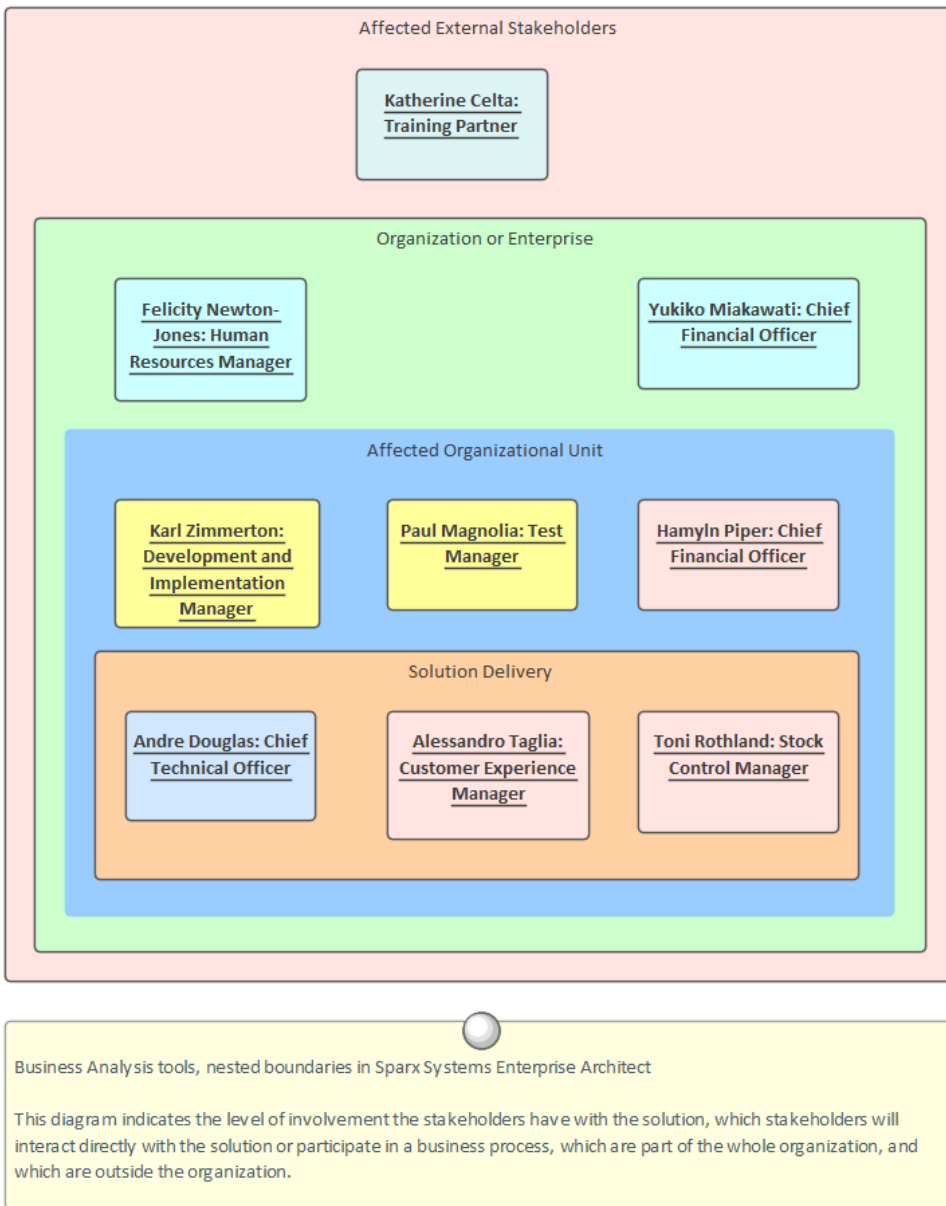 Affected External Stakeholders
Katherine Celta:
Training Partner
Organization or Enterprise
Felicity Newton-
Jones: Human
Resources Manager
Yukiko Miakawati: Chief
Financial Officer
Affected Organizational Unit
Karl Zimmerton:
Development and
Implementation
Manager
Paul Magnolia: Test
Manager
Hamyln Piper: Chief
Financial Officer
Solution Delivery
Andre Douglas: Chief
Technical Officer
Alessandro Taglia:
Customer Experience
Manager
Toni Rothland: Stock
Control Manager
Business Analysis tools, nested boundaries in Sparx Systems Enterprise Architect
This diagram indicates the level of involvement the stakeholders have with the solution, which stakeholders will
interact directly with the solution or participate in a business process, which are part of the whole organization, and
which are outside the organization.